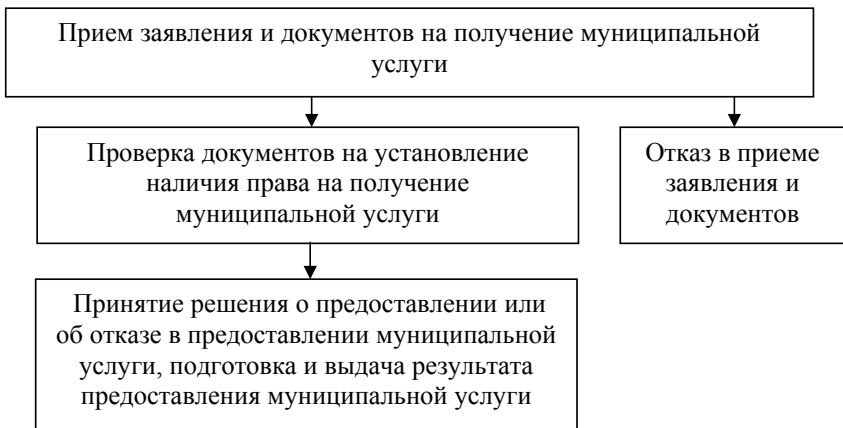 Прием заявления и документов на получение муниципальной
услуги
Проверка документов на установление
наличия права на получение
муниципальной услуги
Отказ в приеме
заявления и
документов
Принятие решения о предоставлении или
об отказе в предоставлении муниципальной
услуги, подготовка и выдача результата
предоставления муниципальной услуги